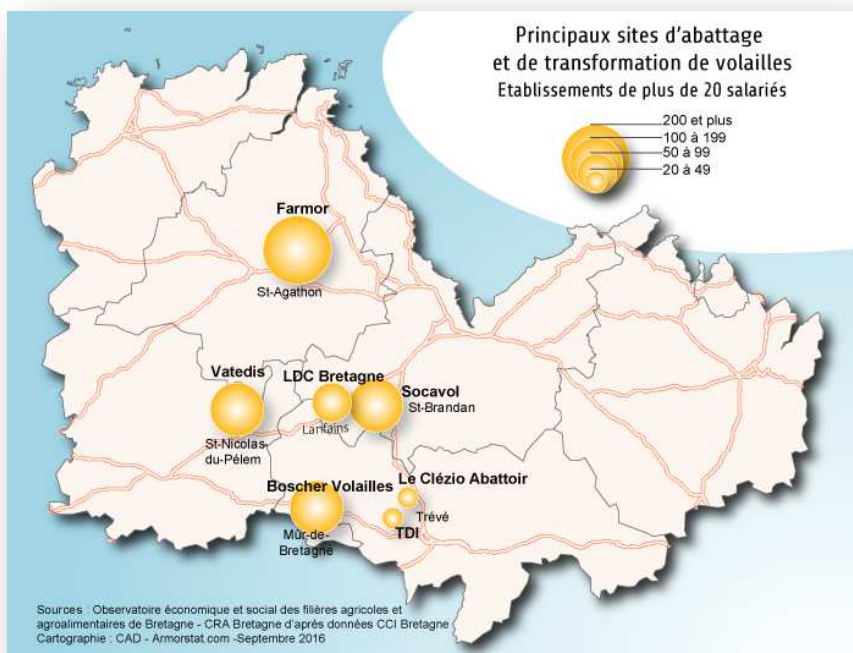 Principaux sites d'abattage
et de transformation de volailles
Etablissements de plus de 20 salariés
200 et plus
100 à 199
50 à 99
20 à 49
Farmor
St-Agathon
Vatedis
St-Nicolas-
du-Pélem
LDC Bretagne
Lanfains
Socavol
St-Brandan
Boscher Volailles
Mûr-de-
Bretagne
Le Clézio Abattoir
Trévé
TDI
Sources : Observatoire économique et social des filières agricoles et
agroalimentaires de Bretagne - CRA Bretagne d'après données CCI Bretagne
Cartographie : CAD - Armorstat.com -Septembre 2016